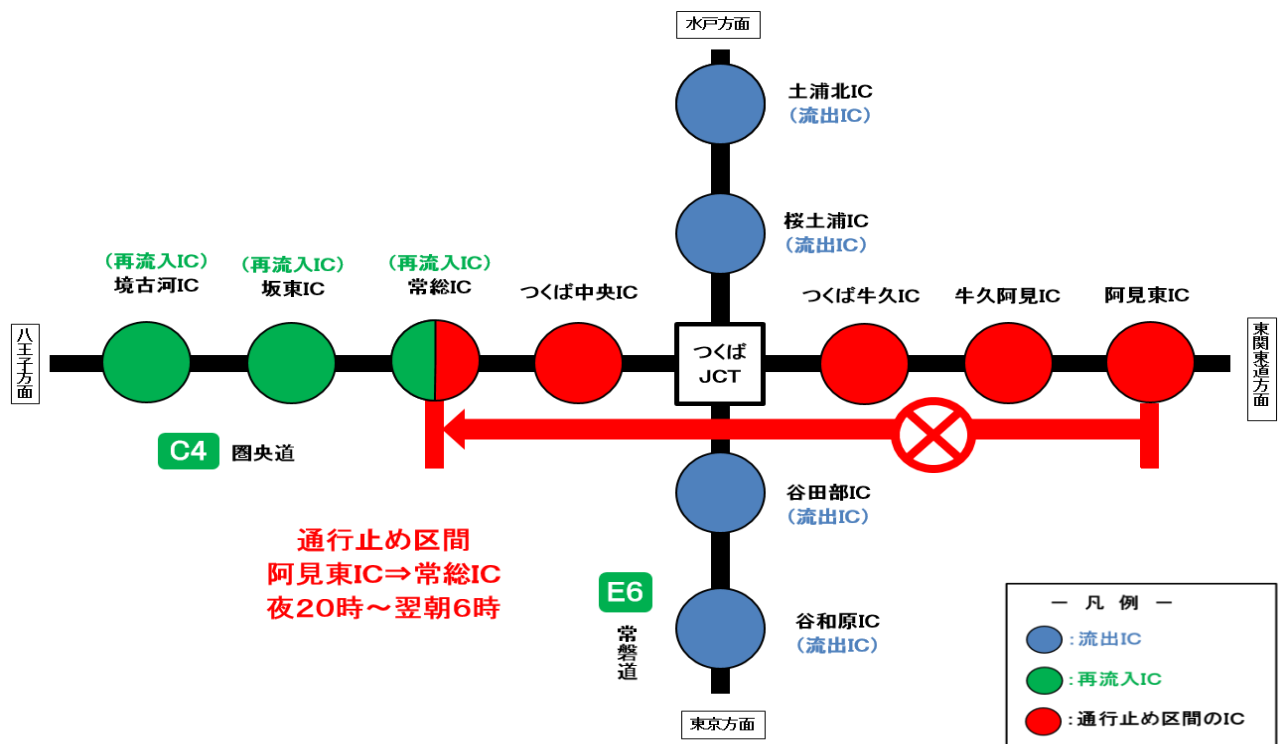 水戸方面
土浦北IC
（流出IC）
桜土浦IC
（流出IC）
（再流入IC）
境古河IC
（再流入IC）
坂東IC
（再流入IC）
常総IC
つくば中央IC
つくば牛久IC
牛久阿見IC
阿見東IC
八王子方面
つくば
JCT
東関東道方面
C4 圏央道
谷田部IC
（流出IC）
通行止め区間
阿見東IC⇒常総IC
夜20時～翌朝6時
E6
常磐道
谷和原IC
（流出IC）
東京方面
－ 凡 例 －
：流出IC
：再流入IC
：通行止め区間のIC